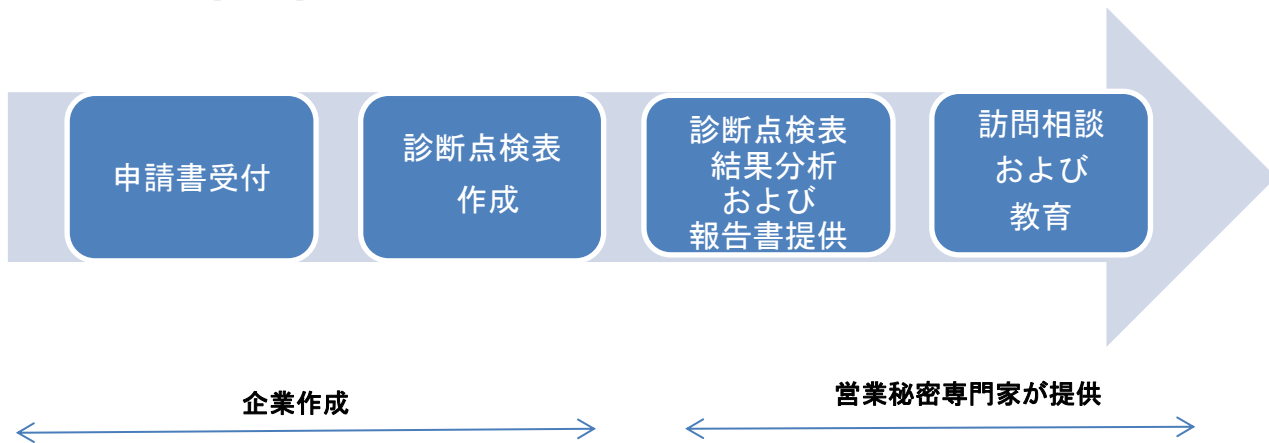 申請書受付
診断点検表
作成
診断点検表
結果分析
および
報告書提供
訪問相談
および
教育
企業作成
営業秘密専門家が提供